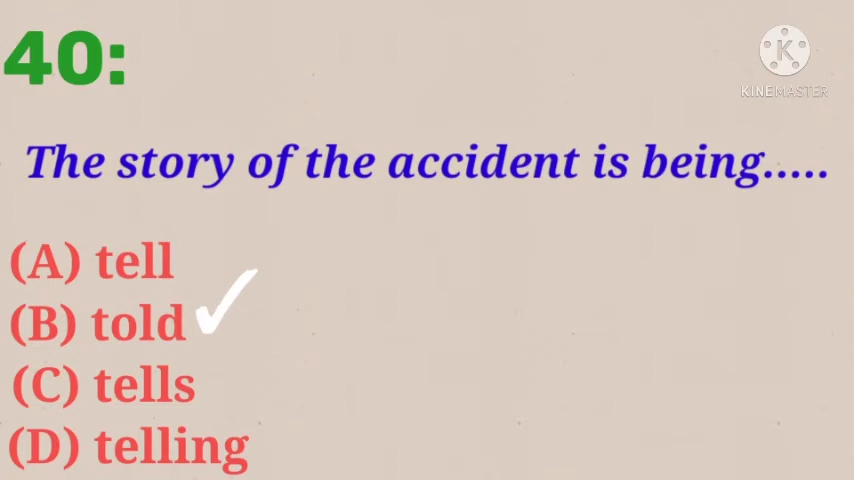 40:
KINEMASTER
The story of the accident is being.....
(A) tell
(B) told
(C) tells
(D) telling